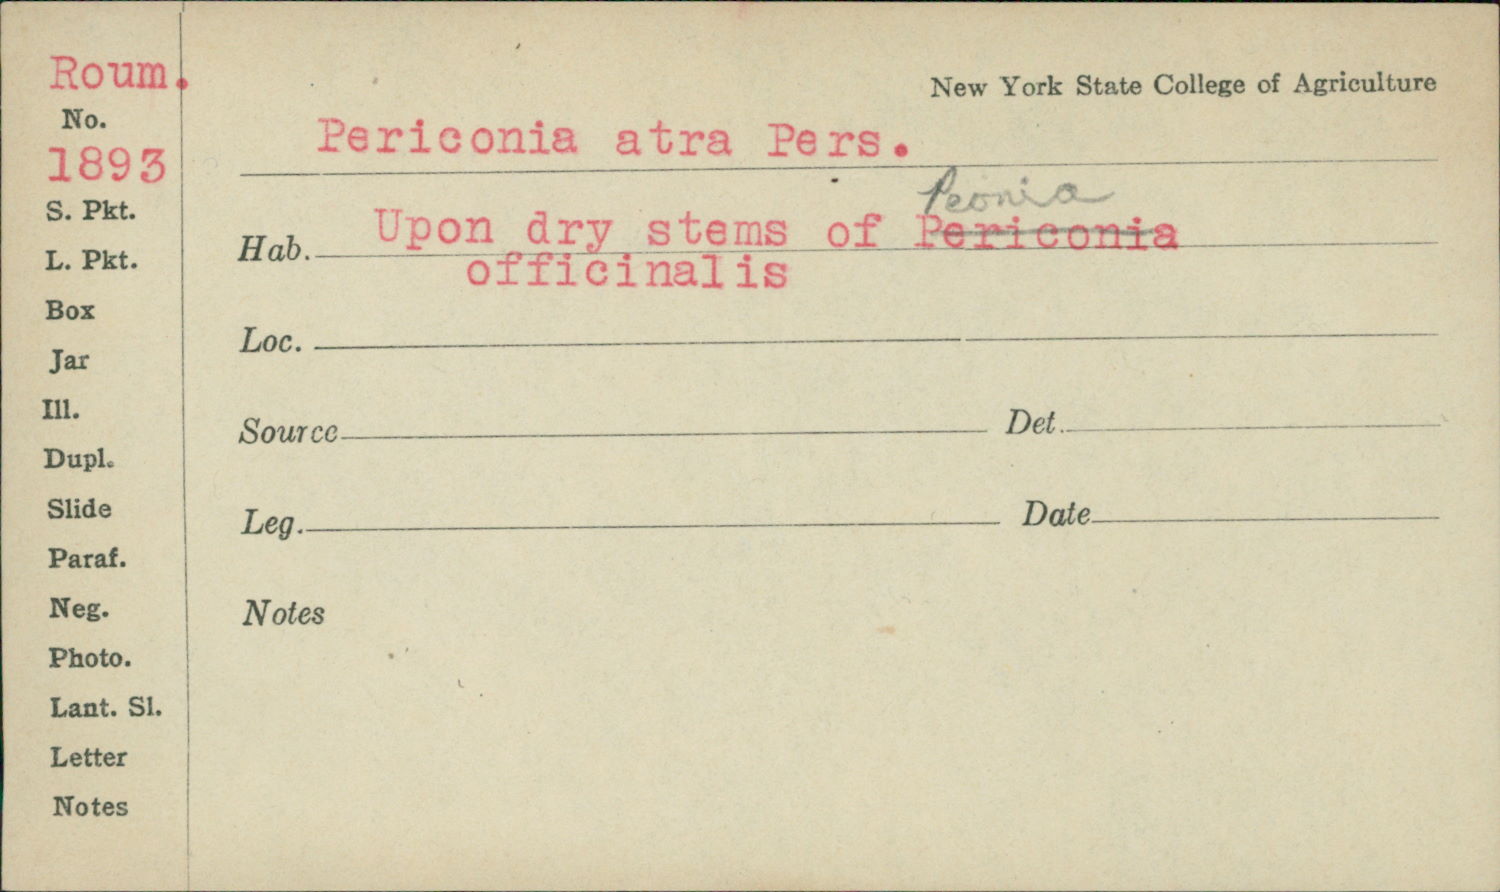 Roum.
No.
1893
S. Pkt.
L. Pkt.
Box
Jar
Ill.
Dupl.
Slide
Paraf.
Neg.
Photo.
Lant. Sl.
Letter
Notes
New York State College of Agriculture
Periconia atra Pers.
Peonia
Hab. Upon dry stems of Periconia
officinalis
Loc.
Source Det.
Leg. Date
Notes